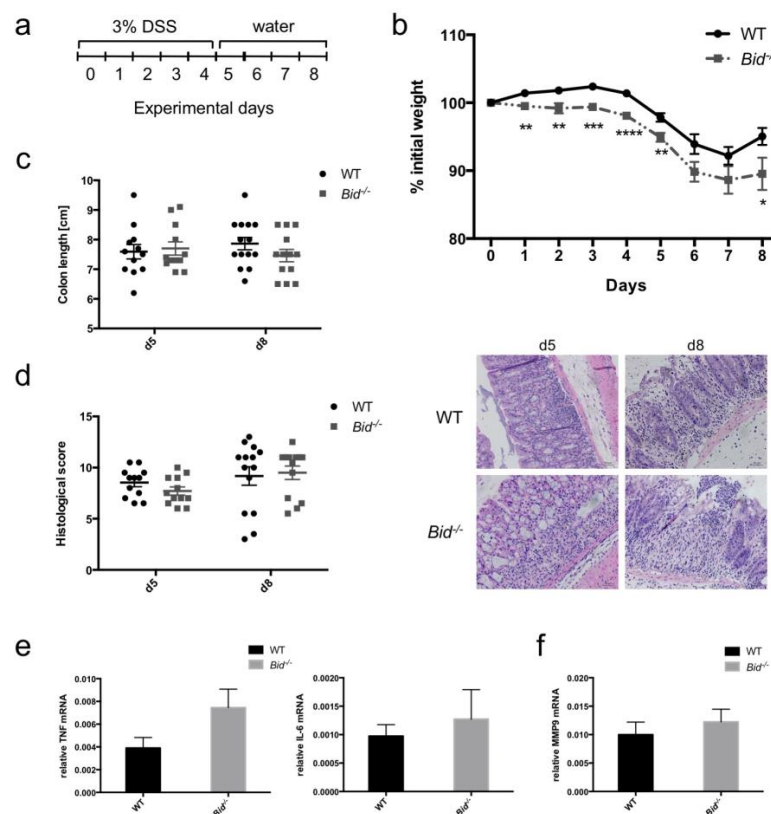 a
3% DSS water
0 1 2 3 4 5 6 7 8
Experimental days
b
WT
Bid-/-
% initial weight
100
90
80
** ** *** **** ** *
0 1 2 3 4 5 6 7 8
Days
c
WT
Bid-/-
Colon length [cm]
10
9
8
7
6
5
d5 d8
d
WT
Bid-/-
Histological score
15
10
5
0
d5 d8
d5 d8
WT
Bid-/-
e
WT
Bid-/-
relative TNF mRNA
0.010
0.008
0.006
0.004
0.002
0.000
WT Bid-/-
relative IL-6 mRNA
0.0020
0.0015
0.0010
0.0005
0.0000
WT Bid-/-
f
WT
Bid-/-
relative MMP9 mRNA
0.020
0.015
0.010
0.005
0.000
WT Bid-/-